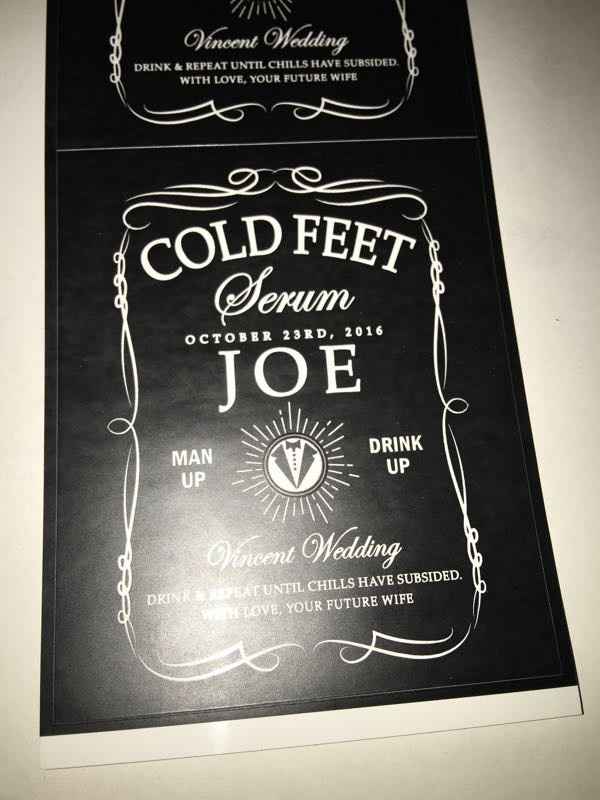 Vincent Wedding
DRINK & REPEAT UNTIL CHILLS HAVE SUBSIDED.
WITH LOVE, YOUR FUTURE WIFE
COLD FEET
Serum
OCTOBER 23RD, 2016
JOE
MAN
UP
DRINK
UP
Vincent Wedding
DRINK & REPEAT UNTIL CHILLS HAVE SUBSIDED.
WITH LOVE, YOUR FUTURE WIFE